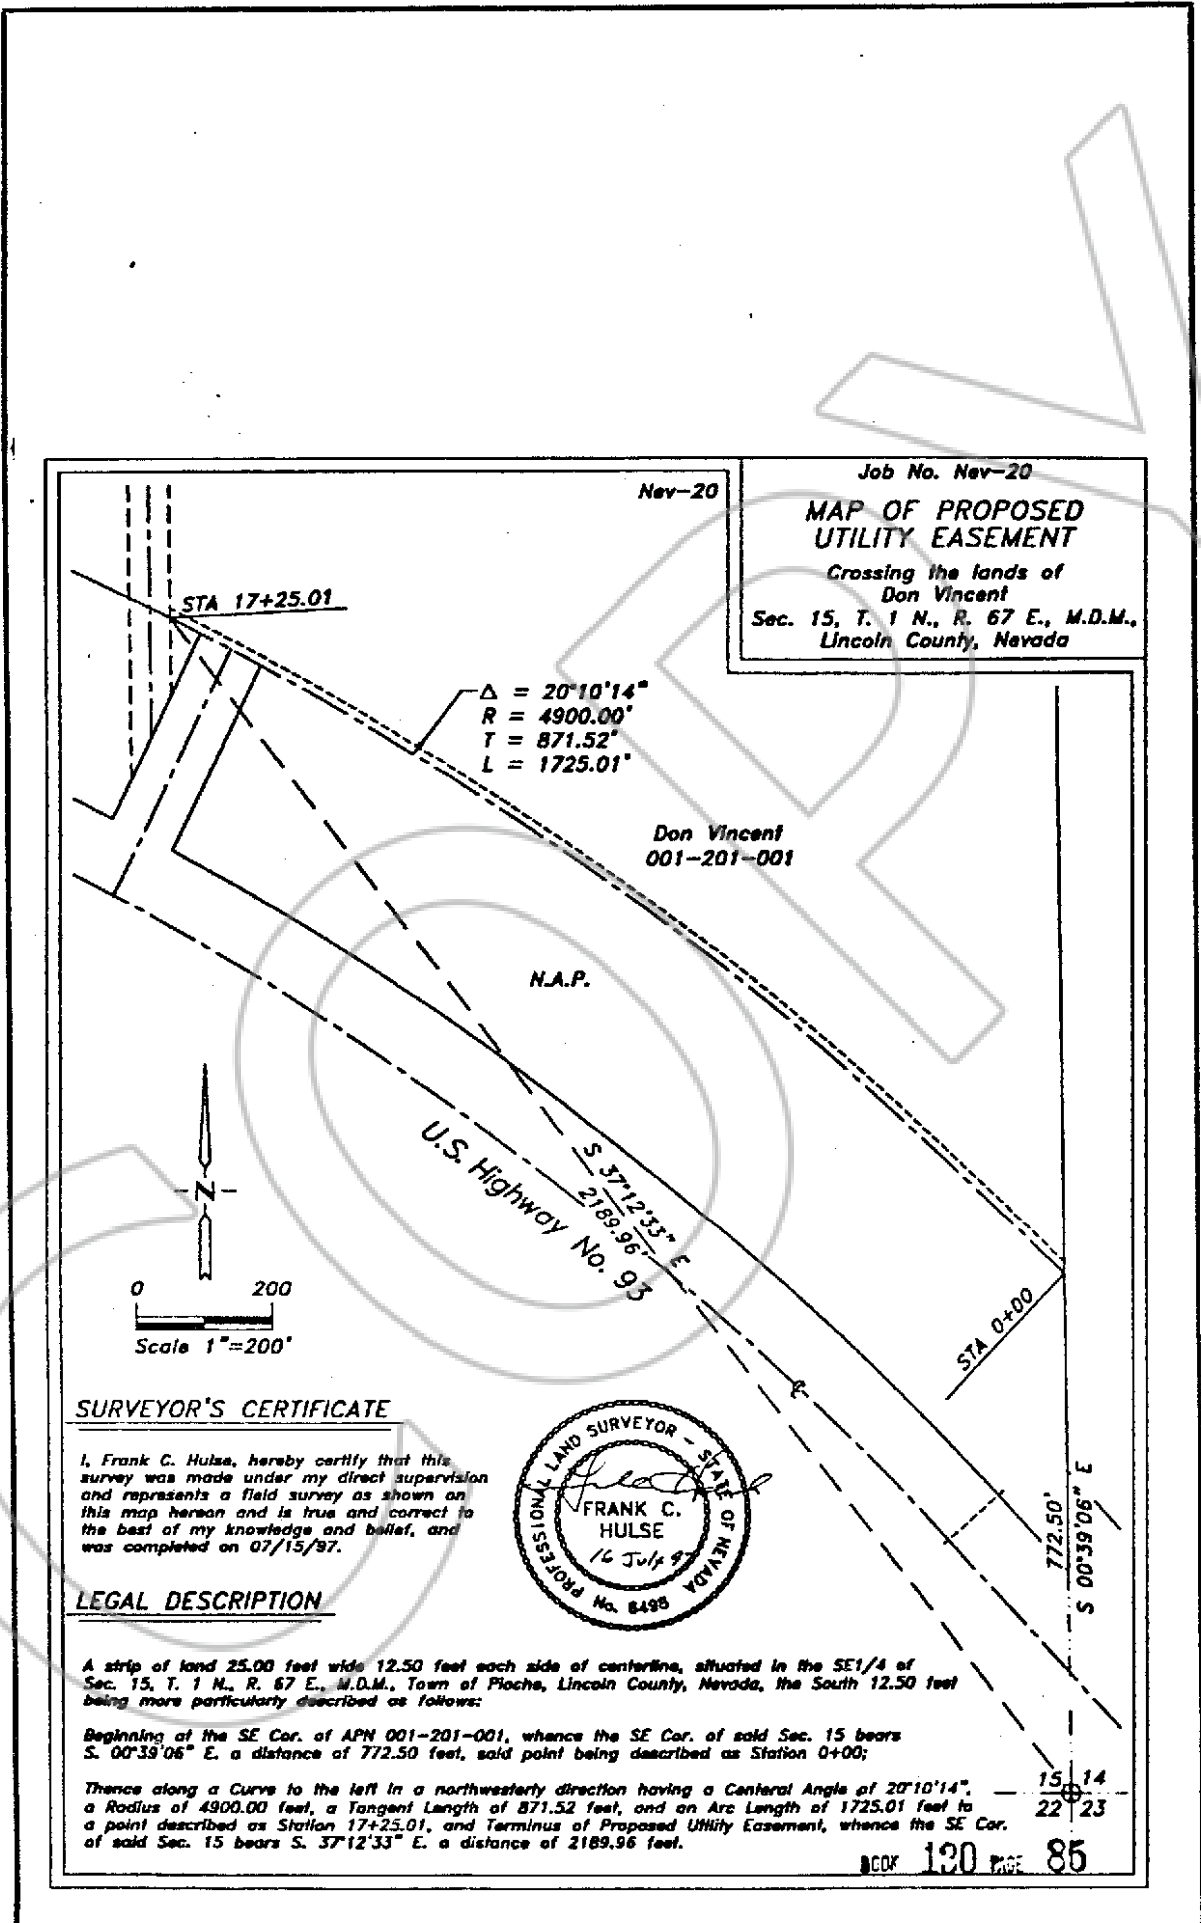 Nev-20
Job No. Nev-20
MAP OF PROPOSED
UTILITY EASEMENT
Crossing the lands of
Don Vincent
Sec. 15, T. 1 N., R. 67 E., M.D.M.,
Lincoln County, Nevada
STA 17+25.01
Δ = 20°10'14"
R = 4900.00'
T = 871.52'
L = 1725.01'
Don Vincent
001-201-001
N.A.P.
U.S. Highway No. 93
S 37°12'33" E
2189.96'
N
0 200
Scale 1"=200'
STA 0+00
772.50'
S 00°39'06" E
SURVEYOR'S CERTIFICATE
I, Frank C. Hulse, hereby certify that this
survey was made under my direct supervision
and represents a field survey as shown on
this map hereon and is true and correct to
the best of my knowledge and belief, and
was completed on 07/15/97.
PROFESSIONAL LAND SURVEYOR - STATE OF NEVADA
FRANK C.
HULSE
16 July 97
LEGAL DESCRIPTION
A strip of land 25.00 feet wide 12.50 feet each side of centerline, situated in the SE1/4 of
Sec. 15, T. 1 N., R. 67 E., M.D.M., Town of Pioche, Lincoln County, Nevada, the South 12.50 feet
being more particularly described as follows:
Beginning at the SE Cor. of APN 001-201-001, whence the SE Cor. of said Sec. 15 bears
S. 00°39'06" E. a distance of 772.50 feet, said point being described as Station 0+00;
Thence along a Curve to the left in a northwesterly direction having a Centeral Angle of 20°10'14",
a Radius of 4900.00 feet, a Tangent Length of 871.52 feet, and an Arc Length of 1725.01 feet to
a point described as Station 17+25.01, and Terminus of Proposed Utility Easement, whence the SE Cor.
of said Sec. 15 bears S. 37°12'33" E. a distance of 2189.96 feet.
15 14
22 23
BOOK 130 PAGE 85
COPY